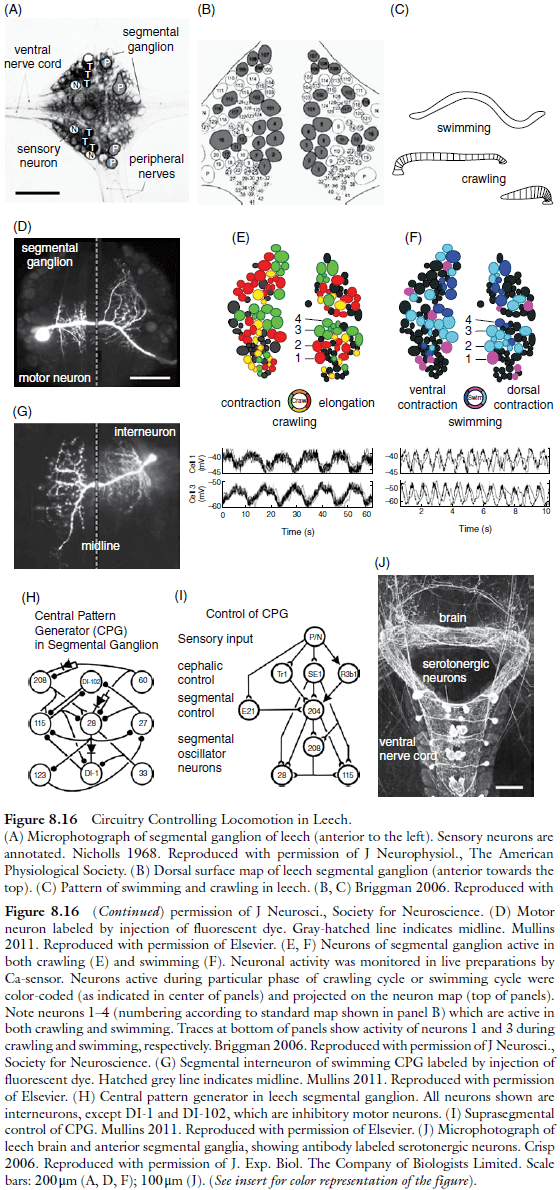 (A)
ventral
nerve cord
segmental
ganglion
T
T
T
N
P
P
T
T
N
P
P
sensory
neuron
peripheral
nerves
(B)
(C)
swimming
crawling
(D)
segmental
ganglion
motor neuron
(E)
4
3
2
1
contraction
Crawl
elongation
crawling
(F)
4
3
2
1
ventral
contraction
Swim
dorsal
contraction
swimming
(G)
interneuron
midline
Cell 1
(mV)
−40
−45
Cell 3
(mV)
−50
−60
0 10 20 30 40 50 60
Time (s)
−40
−45
−50
−55
−60
2 4 6 8 10
Time (s)
(H)
Central Pattern
Generator (CPG)
in Segmental Ganglion
208 DI-102 60
115 28 27
123 DI-1 33
(I)
Control of CPG
Sensory input
P/N
cephalic
control
Tr1 SE1 R3b1
segmental
control
E21 204
segmental
oscillator
neurons
208
28 115
(J)
brain
serotonergic
neurons
ventral
nerve cord
Figure 8.16 Circuitry Controlling Locomotion in Leech.
(A) Microphotograph of segmental ganglion of leech (anterior to the left). Sensory neurons are
annotated. Nicholls 1968. Reproduced with permission of J Neurophysiol., The American
Physiological Society. (B) Dorsal surface map of leech segmental ganglion (anterior towards the
top). (C) Pattern of swimming and crawling in leech. (B, C) Briggman 2006. Reproduced with
Figure 8.16 (Continued) permission of J Neurosci., Society for Neuroscience. (D) Motor
neuron labeled by injection of fluorescent dye. Gray-hatched line indicates midline. Mullins
2011. Reproduced with permission of Elsevier. (E, F) Neurons of segmental ganglion active in
both crawling (E) and swimming (F). Neuronal activity was monitored in live preparations by
Ca-sensor. Neurons active during particular phase of crawling cycle or swimming cycle were
color-coded (as indicated in center of panels) and projected on the neuron map (top of panels).
Note neurons 1–4 (numbering according to standard map shown in panel B) which are active in
both crawling and swimming. Traces at bottom of panels show activity of neurons 1 and 3 during
crawling and swimming, respectively. Briggman 2006. Reproduced with permission of J Neurosci.,
Society for Neuroscience. (G) Segmental interneuron of swimming CPG labeled by injection of
fluorescent dye. Hatched grey line indicates midline. Mullins 2011. Reproduced with permission
of Elsevier. (H) Central pattern generator in leech segmental ganglion. All neurons shown are
interneurons, except DI-1 and DI-102, which are inhibitory motor neurons. (I) Suprasegmental
control of CPG. Mullins 2011. Reproduced with permission of Elsevier. (J) Microphotograph of
leech brain and anterior segmental ganglia, showing antibody labeled serotonergic neurons. Crisp
2006. Reproduced with permission of J. Exp. Biol. The Company of Biologists Limited. Scale
bars: 200 μm (A, D, F); 100 μm (J). (See insert for color representation of the figure).